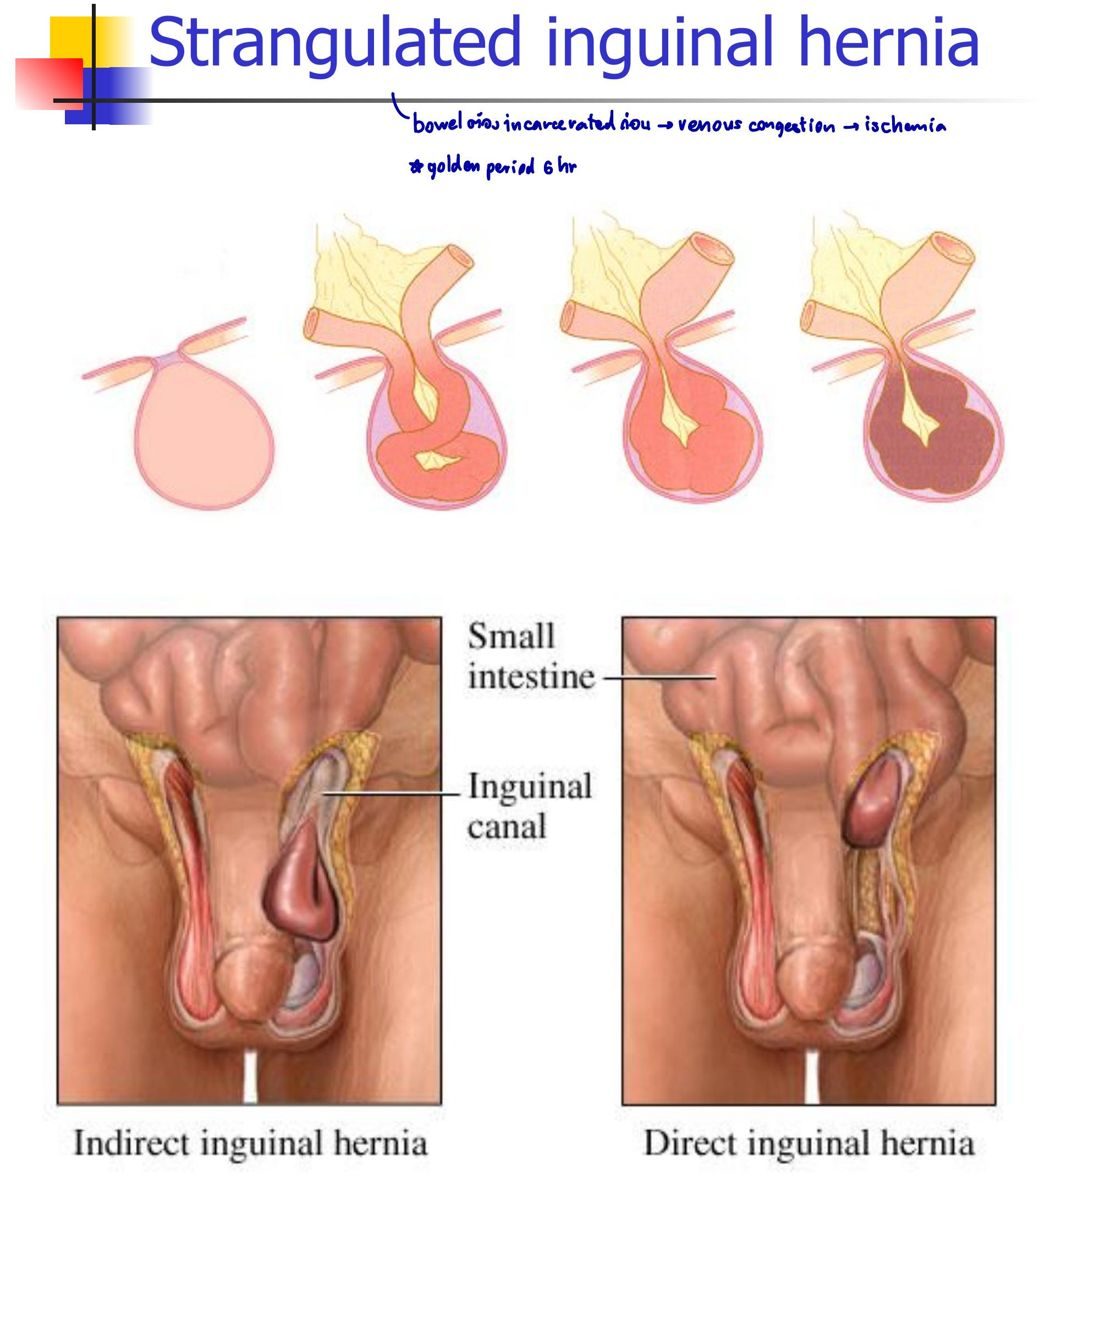 Strangulated inguinal hernia
bowel ต้อง incarcerated ก่อน → venous congestion → ischemia
* golden period 6 hr
Small
intestine
Inguinal
canal
Indirect inguinal hernia
Direct inguinal hernia